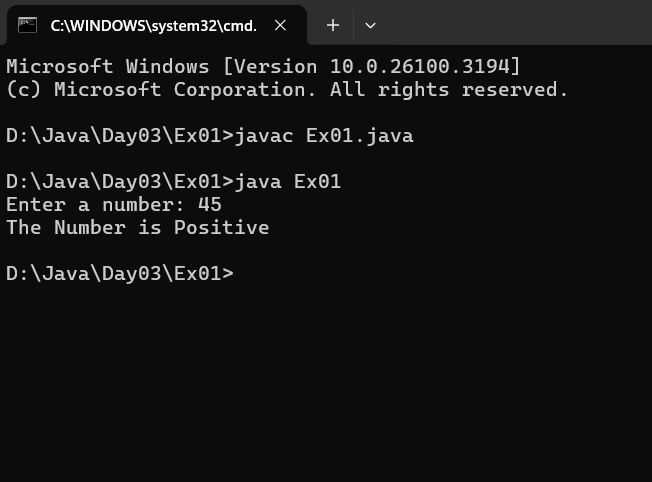 C:\WINDOWS\system32\cmd.
Microsoft Windows [Version 10.0.26100.3194]
(c) Microsoft Corporation. All rights reserved.
D:\Java\Day03\Ex01>javac Ex01.java
D:\Java\Day03\Ex01>java Ex01
Enter a number: 45
The Number is Positive
D:\Java\Day03\Ex01>